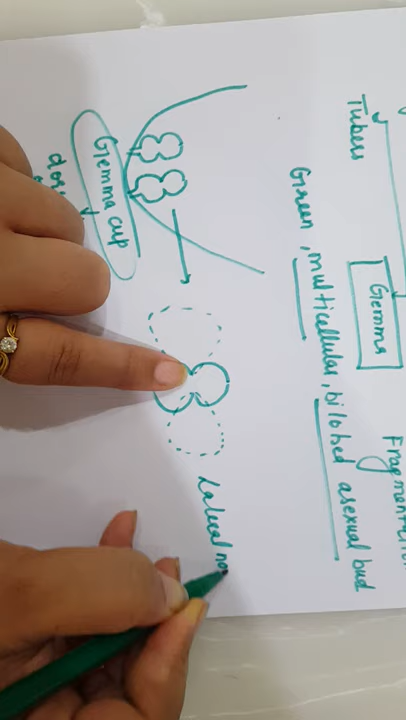 Tubers
Fragmentation
Gemma
Green, multicellular, bilobed asexual bud
Gemma cup
Lateral no